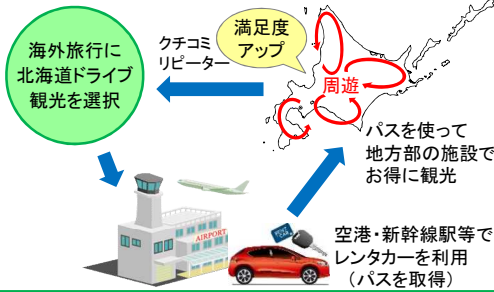 海外旅行に
北海道ドライブ
観光を選択
クチコミ
リピーター
満足度
アップ
周遊
パスを使って
地方部の施設で
お得に観光
AIRPORT
RENT A CAR
空港・新幹線駅等で
レンタカーを利用
（パスを取得）